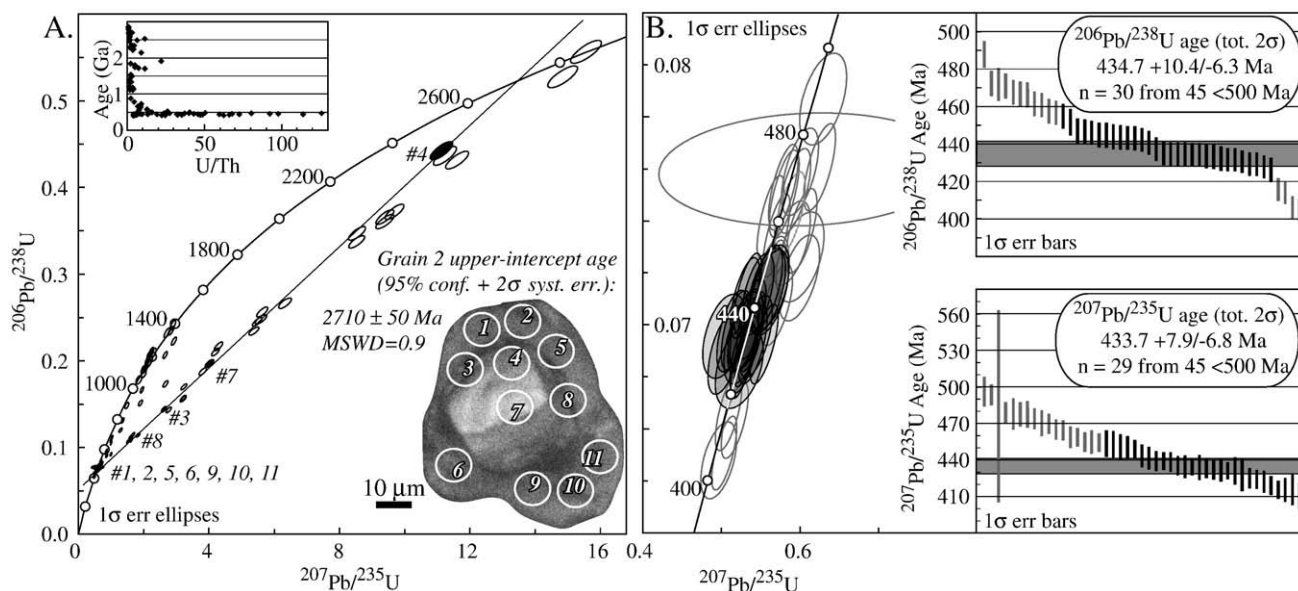 A.
Age (Ga)
2
1
0
0
50
100
U/Th
0.5
0.4
0.3
0.2
0.1
0.0
²⁰⁶Pb/²³⁸U
2600
2200
1800
1400
1000
#4
#7
#3
#8
#1, 2, 5, 6, 9, 10, 11
Grain 2 upper-intercept age
(95% conf. + 2σ syst. err.):
2710 ± 50 Ma
MSWD=0.9
1
2
3
4
5
6
7
8
9
10
11
10 µm
1σ err ellipses
0
4
8
12
16
²⁰⁷Pb/²³⁵U
B.
1σ err ellipses
0.08
0.07
480
440
400
0.4
0.6
²⁰⁷Pb/²³⁵U
²⁰⁶Pb/²³⁸U Age (Ma)
500
480
460
440
420
400
²⁰⁶Pb/²³⁸U age (tot. 2σ)
434.7 +10.4/-6.3 Ma
n = 30 from 45 <500 Ma
1σ err bars
²⁰⁷Pb/²³⁵U Age (Ma)
560
530
500
470
440
410
²⁰⁷Pb/²³⁵U age (tot. 2σ)
433.7 +7.9/-6.8 Ma
n = 29 from 45 <500 Ma
1σ err bars